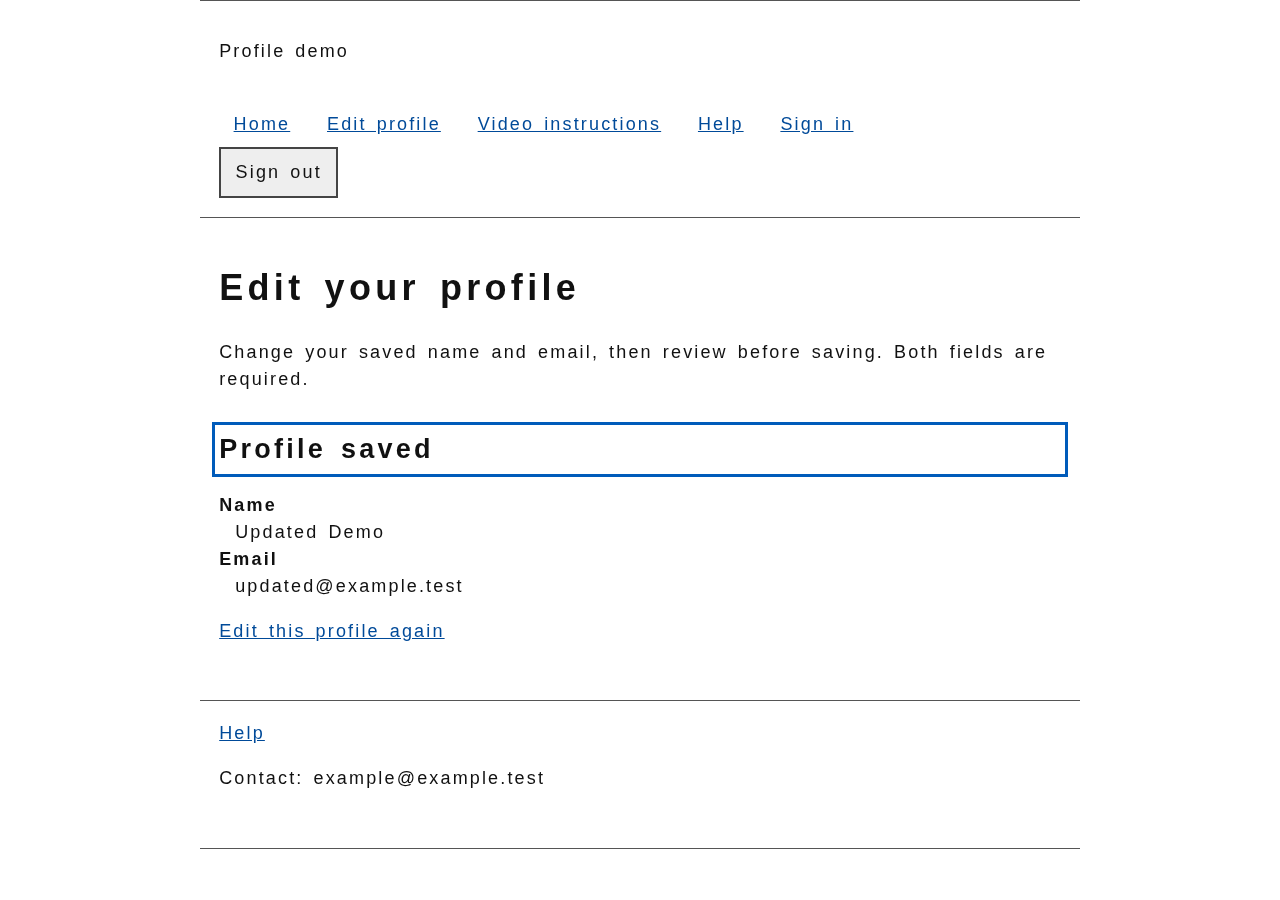 Profile demo
Home Edit profile Video instructions Help Sign in
Sign out
Edit your profile
Change your saved name and email, then review before saving. Both fields are
required.
Profile saved
Name
Updated Demo
Email
updated@example.test
Edit this profile again
Help
Contact: example@example.test